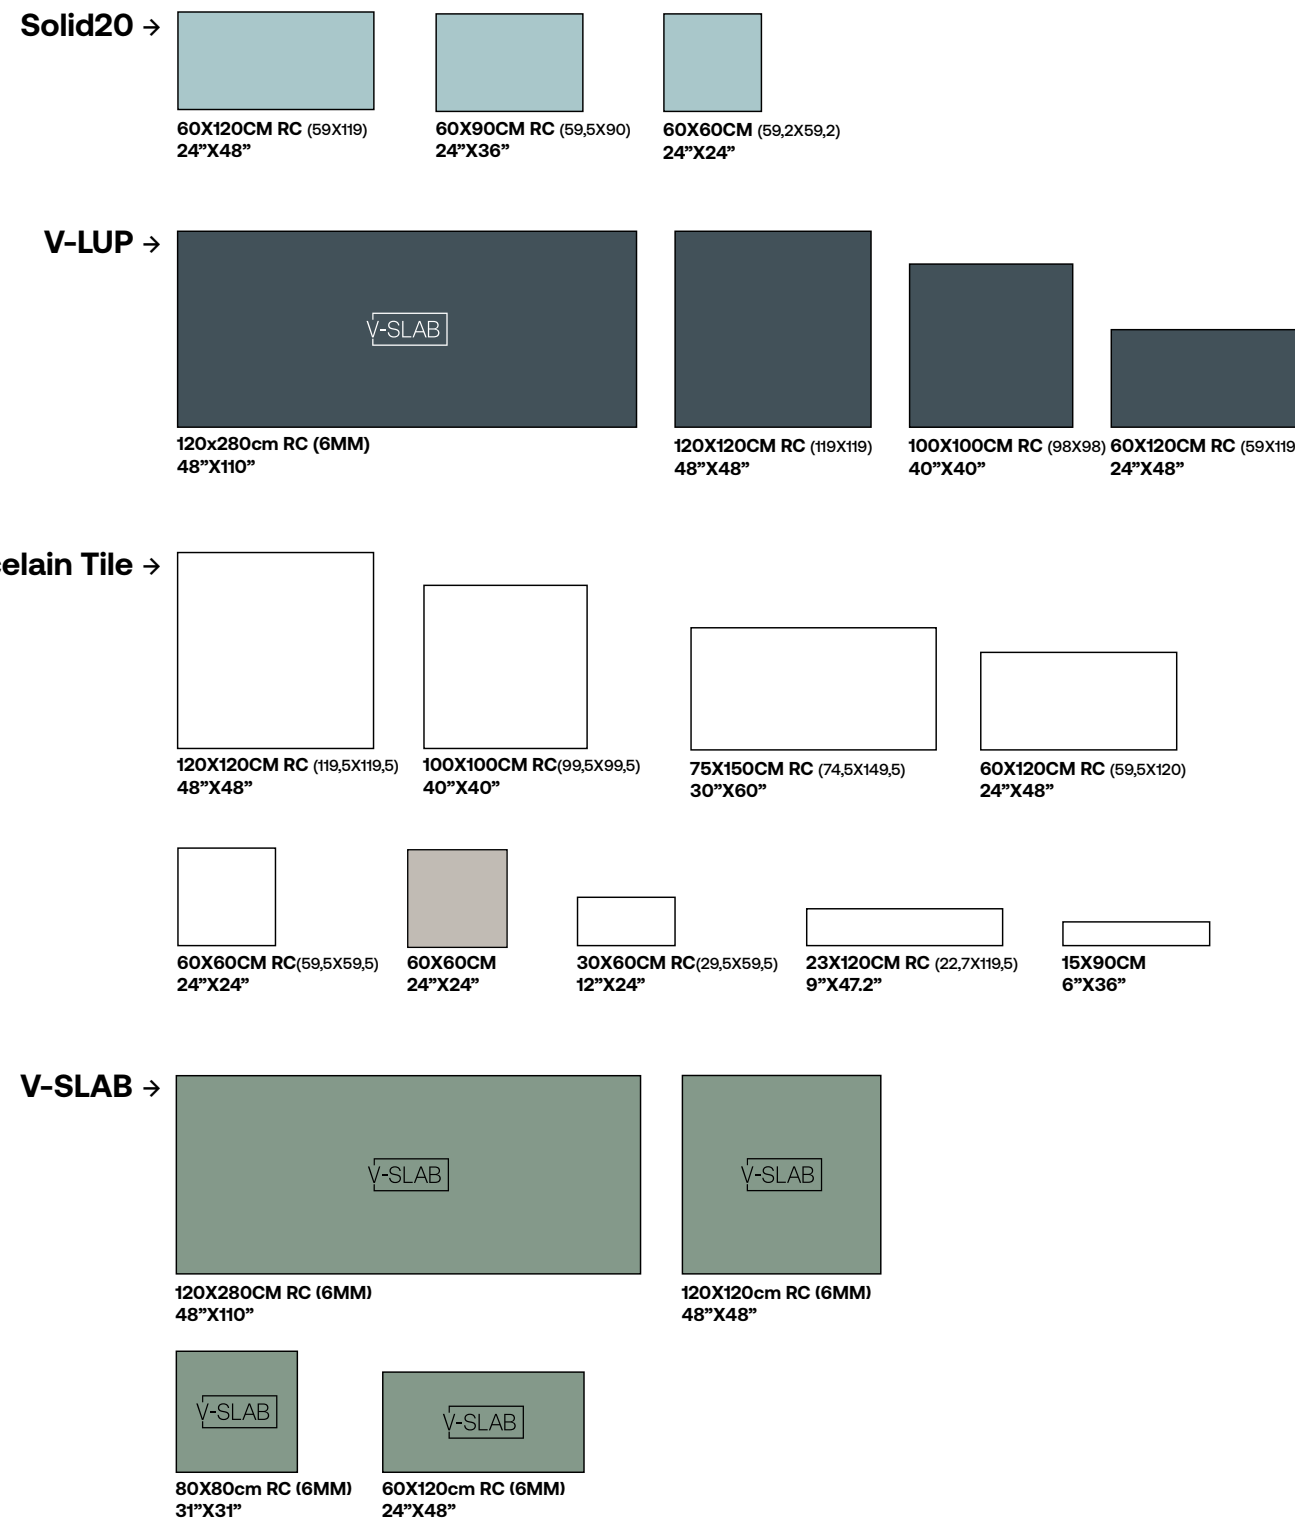 Solid20 →
60X120CM RC (59X119)
24”X48”
60X90CM RC (59,5X90)
24”X36”
60X60CM (59,2X59,2)
24”X24”
V-LUP →
V-SLAB
120x280cm RC (6MM)
48”X110”
120X120CM RC (119X119)
48”X48”
100X100CM RC (98X98)
40”X40”
60X120CM RC (59X119
24”X48”
elain Tile →
120X120CM RC (119,5X119,5)
48”X48”
100X100CM RC(99,5X99,5)
40”X40”
75X150CM RC (74,5X149,5)
30”X60”
60X120CM RC (59,5X120)
24”X48”
60X60CM RC(59,5X59,5)
24”X24”
60X60CM
24”X24”
30X60CM RC(29,5X59,5)
12”X24”
23X120CM RC (22,7X119,5)
9”X47.2”
15X90CM
6”X36”
V-SLAB →
V-SLAB
120X280CM RC (6MM)
48”X110”
V-SLAB
120X120cm RC (6MM)
48”X48”
V-SLAB
80X80cm RC (6MM)
31”X31”
V-SLAB
60X120cm RC (6MM)
24”X48”